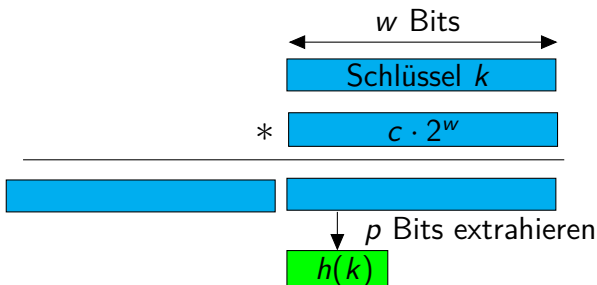 w Bits
Schlüssel k
* c · 2^w
p Bits extrahieren
h(k)